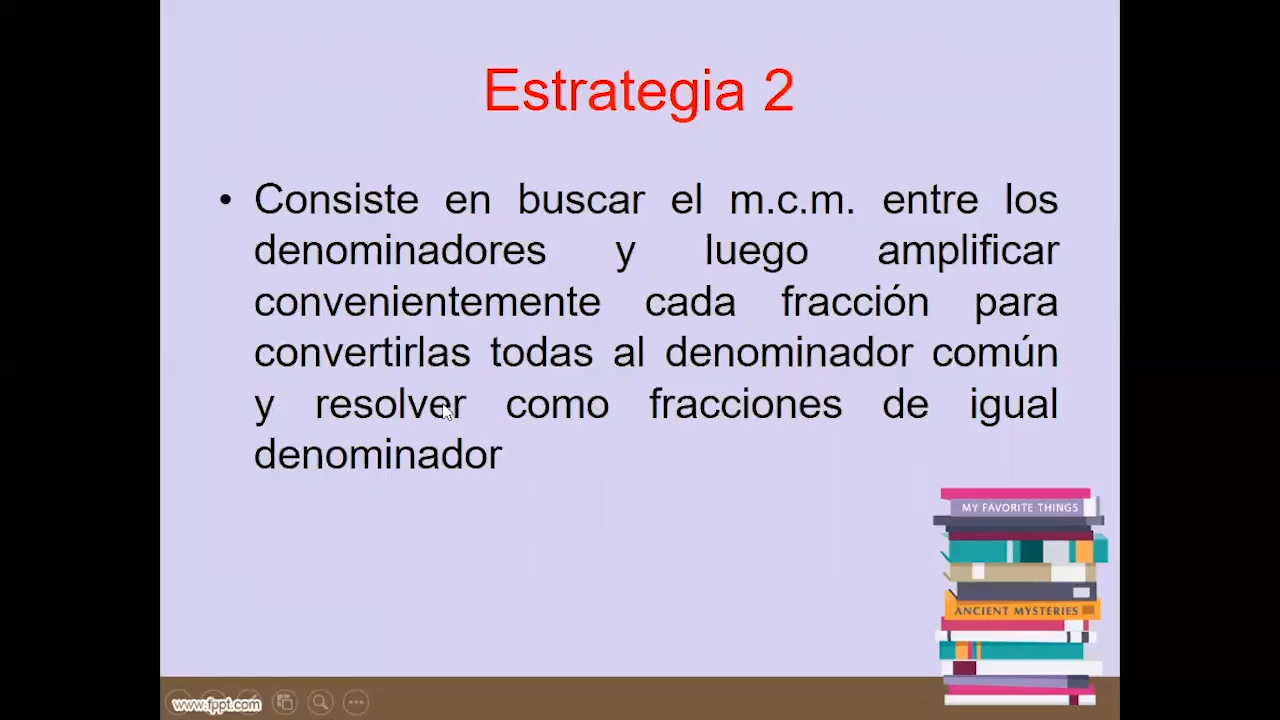 Estrategia 2
• Consiste en buscar el m.c.m. entre los
denominadores y luego amplificar
convenientemente cada fracción para
convertirlas todas al denominador común
y resolver como fracciones de igual
denominador
MY FAVORITE THINGS
ANCIENT MYSTERIES
www.fppt.com